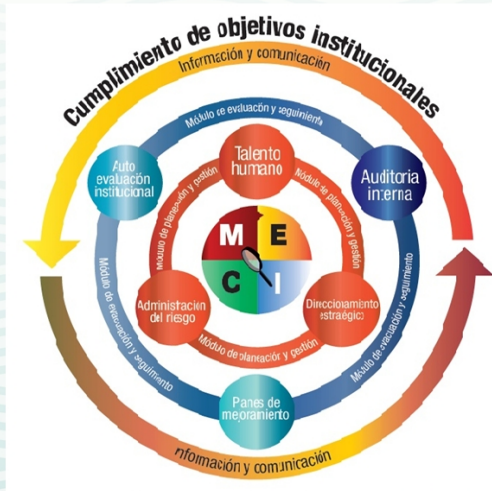 Cumplimiento de objetivos institucionales
Información y comunicación
Módulo de evaluación y seguimiento
Talento
humano
Auto
evaluación
institucional
Auditoria
interna
Módulo de planeación y gestión
Módulo de planeación y gestión
M E
C I
Administración
del riesgo
Direccionamiento
estratégico
Módulo de planeación y gestión
Módulo de evaluación y seguimiento
Módulo de evacuación y seguimiento
Panes de
mejoramiento
Información y comunicación